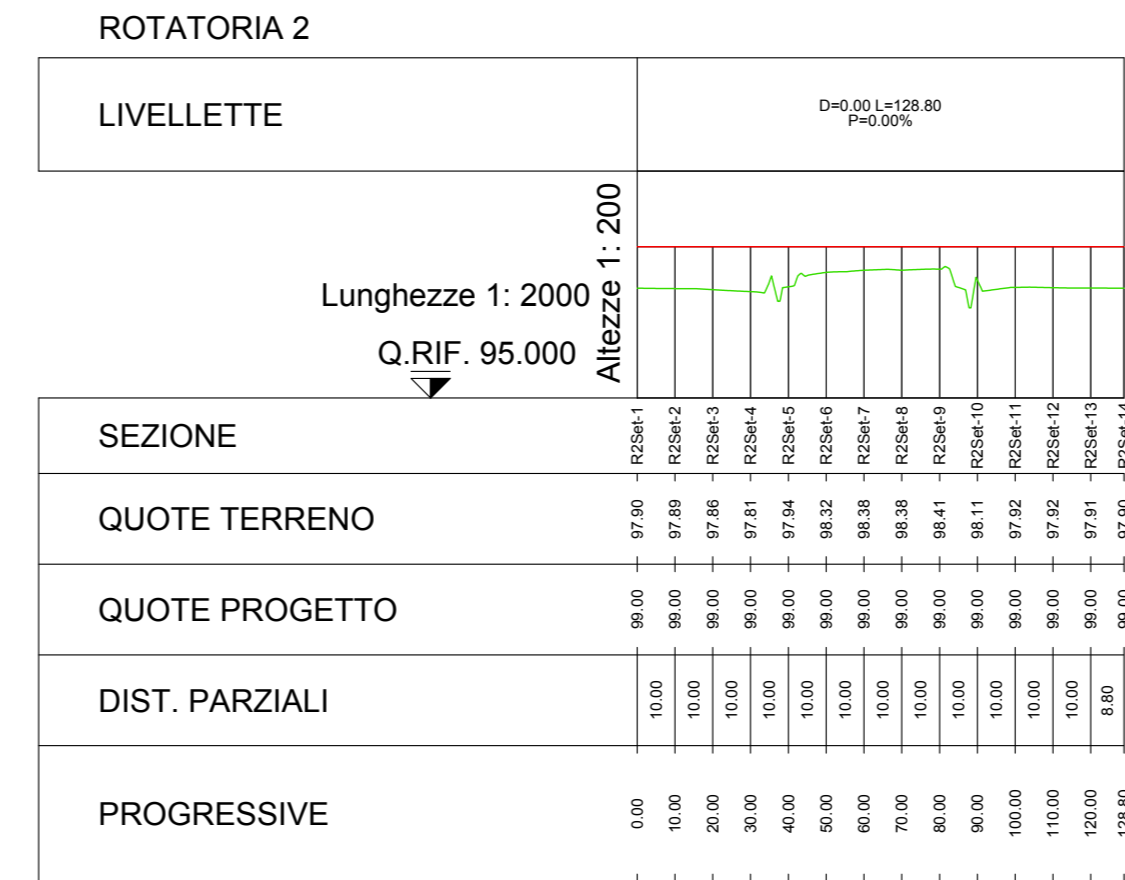 ROTATORIA 2
LIVELLETTE
D=0.00 L=128.80
P=0.00%
Altezze 1: 200
Lunghezze 1: 2000
Q.RIF. 95.000
SEZIONE
R2Set-1 R2Set-2 R2Set-3 R2Set-4 R2Set-5 R2Set-6 R2Set-7 R2Set-8 R2Set-9 R2Set-10 R2Set-11 R2Set-12 R2Set-13 R2Set-14
QUOTE TERRENO
97.90 97.89 97.86 97.81 97.94 98.32 98.38 98.38 98.41 98.11 97.92 97.92 97.91 97.90
QUOTE PROGETTO
99.00 99.00 99.00 99.00 99.00 99.00 99.00 99.00 99.00 99.00 99.00 99.00 99.00 99.00
DIST. PARZIALI
10.00 10.00 10.00 10.00 10.00 10.00 10.00 10.00 10.00 10.00 10.00 10.00 8.80
PROGRESSIVE
0.00 10.00 20.00 30.00 40.00 50.00 60.00 70.00 80.00 90.00 100.00 110.00 120.00 128.80